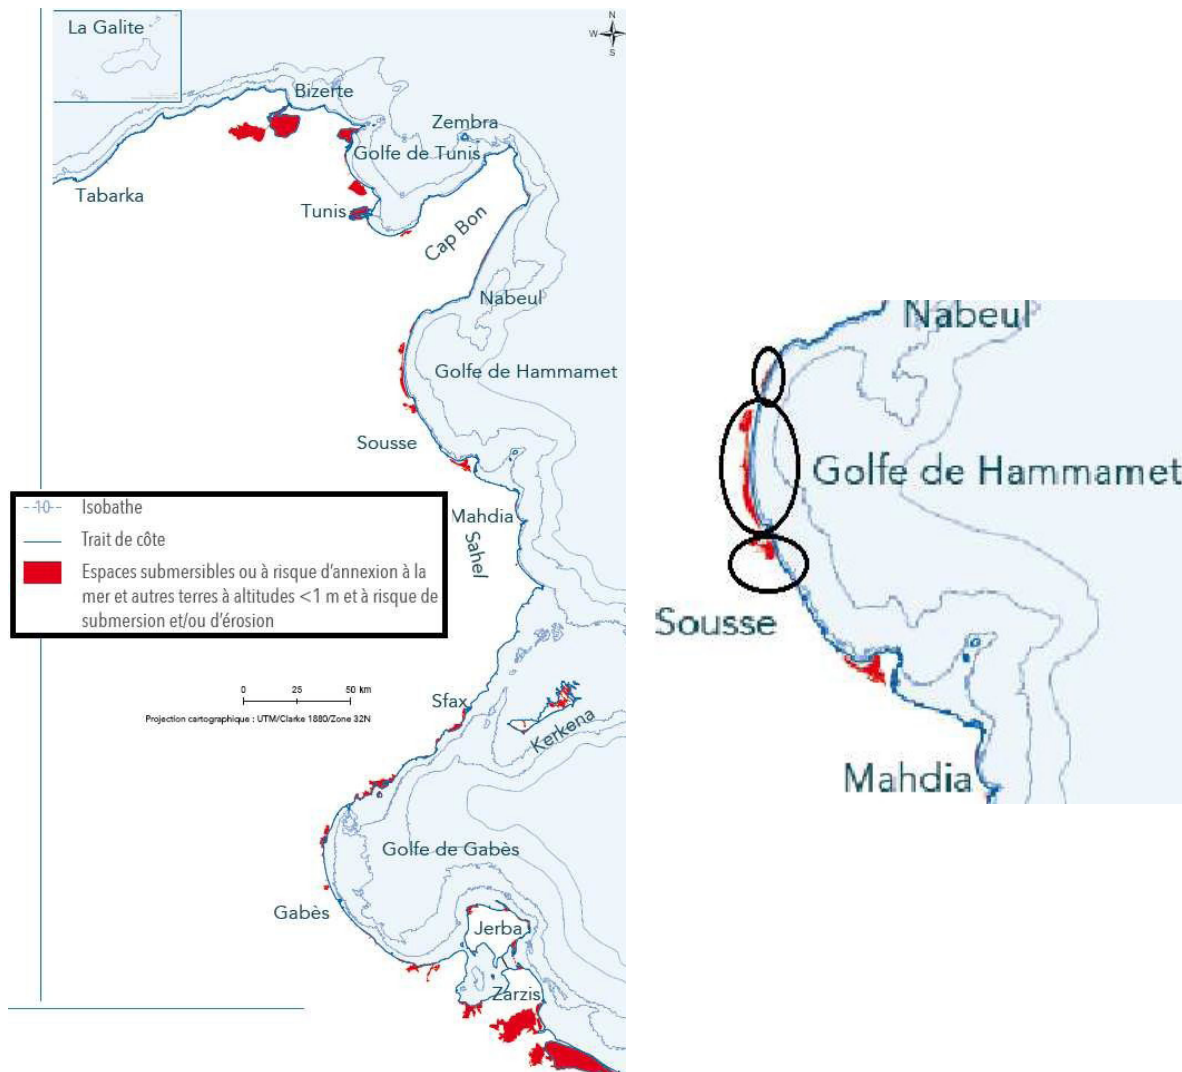 La Galite
N
W
S
Bizerte
Zembra
Golfe de Tunis
Tabarka
Tunis
Cap Bon
Nabeul
Golfe de Hammamet
Sousse
-10- Isobathe
Trait de côte
Espaces submersibles ou à risque d'annexion à la
mer et autres terres à altitudes <1 m et à risque de
submersion et/ou d'érosion
Mahdia
Sahel
0 25 50 km
Projection cartographique : UTM/Clarke 1880/Zone 32N
Sfax
Kerkena
Golfe de Gabès
Gabès
Jerba
Zarzis
Nabeul
Golfe de Hammamet
Sousse
Mahdia